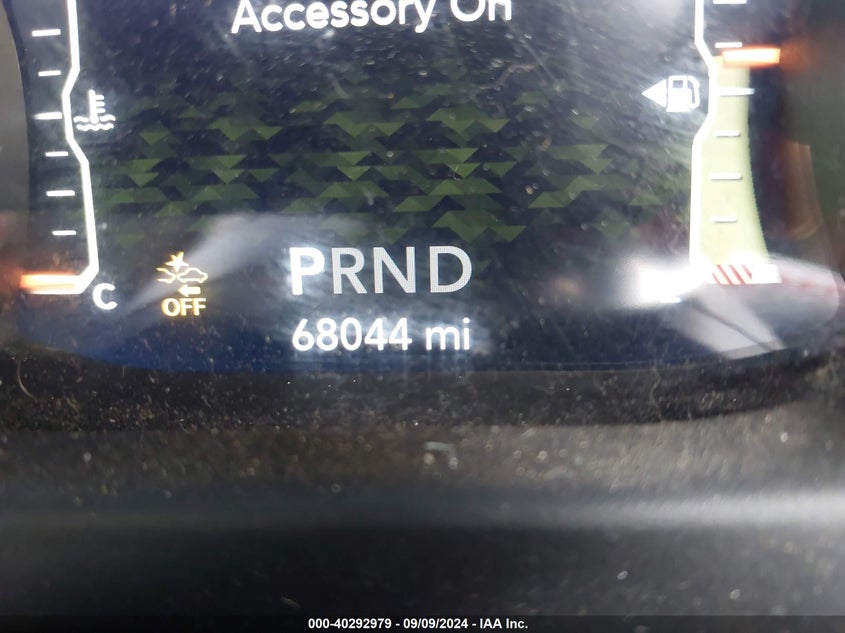 Accessory On
C
OFF
PRND
68044 mi
000-40292979 - 09/09/2024 - IAA Inc.